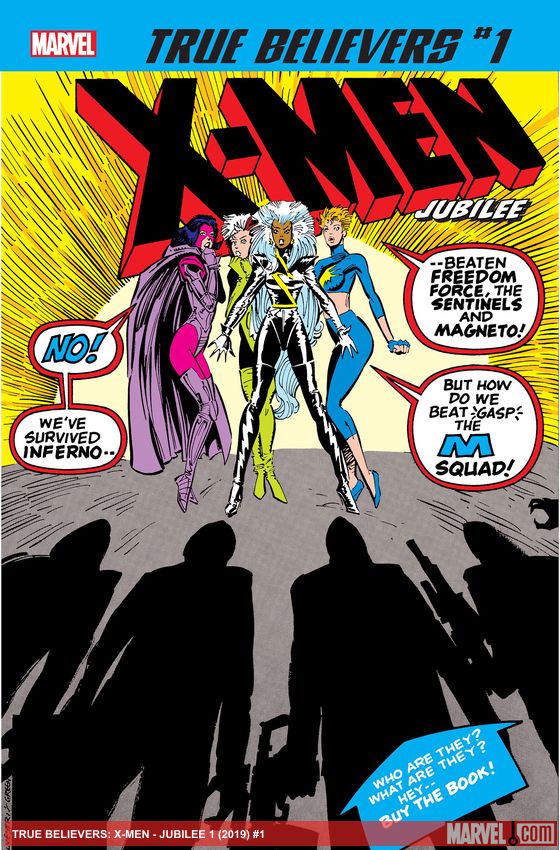 MARVEL
TRUE BELIEVERS #1
X-MEN
JUBILEE
NO!
WE'VE
SURVIVED
INFERNO--
--BEATEN
FREEDOM
FORCE, THE
SENTINELS
AND
MAGNETO!
BUT HOW
DO WE
BEAT GASP
THE
M
SQUAD!
WHO ARE THEY?
WHAT ARE THEY?
HEY--
BUY THE BOOK!
TRUE BELIEVERS: X-MEN - JUBILEE 1 (2019) #1
MARVEL.com